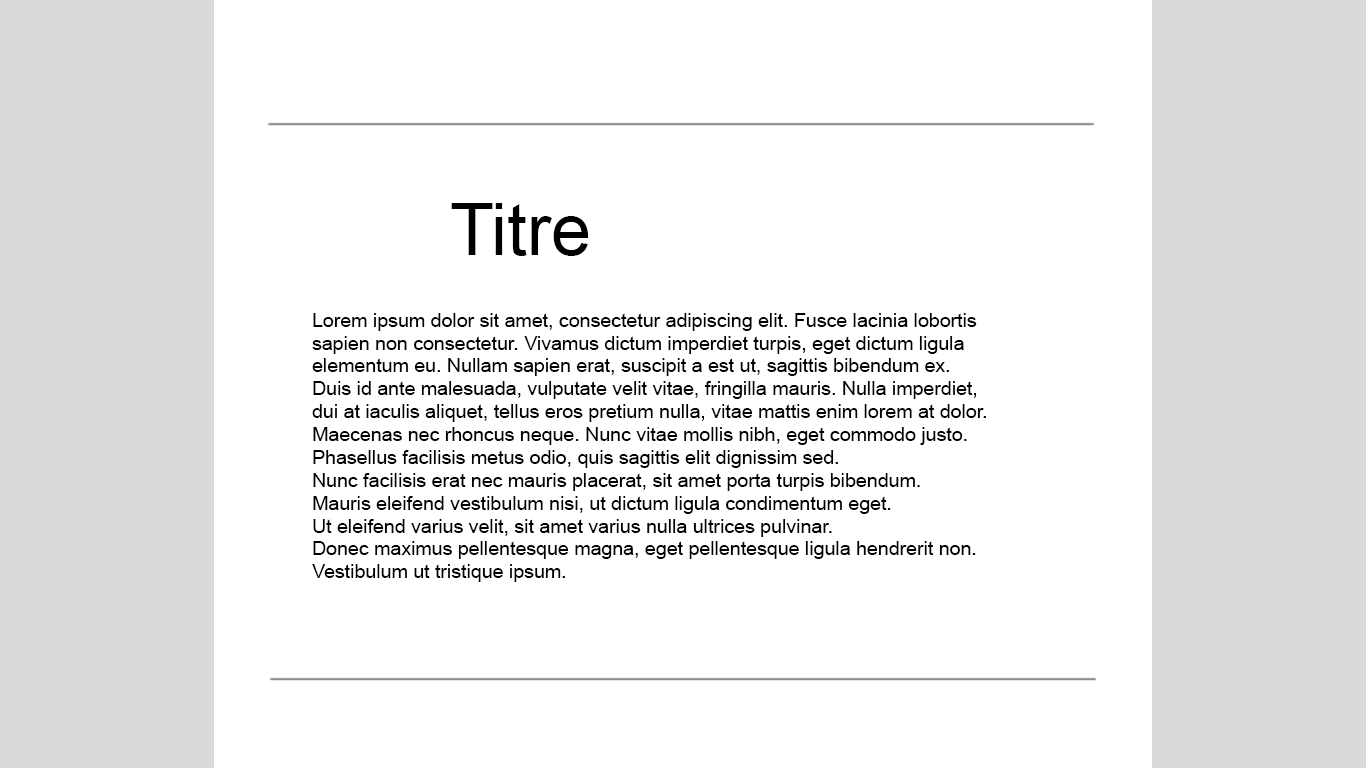 Titre
Lorem ipsum dolor sit amet, consectetur adipiscing elit. Fusce lacinia lobortis
sapien non consectetur. Vivamus dictum imperdiet turpis, eget dictum ligula
elementum eu. Nullam sapien erat, suscipit a est ut, sagittis bibendum ex.
Duis id ante malesuada, vulputate velit vitae, fringilla mauris. Nulla imperdiet,
dui at iaculis aliquet, tellus eros pretium nulla, vitae mattis enim lorem at dolor.
Maecenas nec rhoncus neque. Nunc vitae mollis nibh, eget commodo justo.
Phasellus facilisis metus odio, quis sagittis elit dignissim sed.
Nunc facilisis erat nec mauris placerat, sit amet porta turpis bibendum.
Mauris eleifend vestibulum nisi, ut dictum ligula condimentum eget.
Ut eleifend varius velit, sit amet varius nulla ultrices pulvinar.
Donec maximus pellentesque magna, eget pellentesque ligula hendrerit non.
Vestibulum ut tristique ipsum.